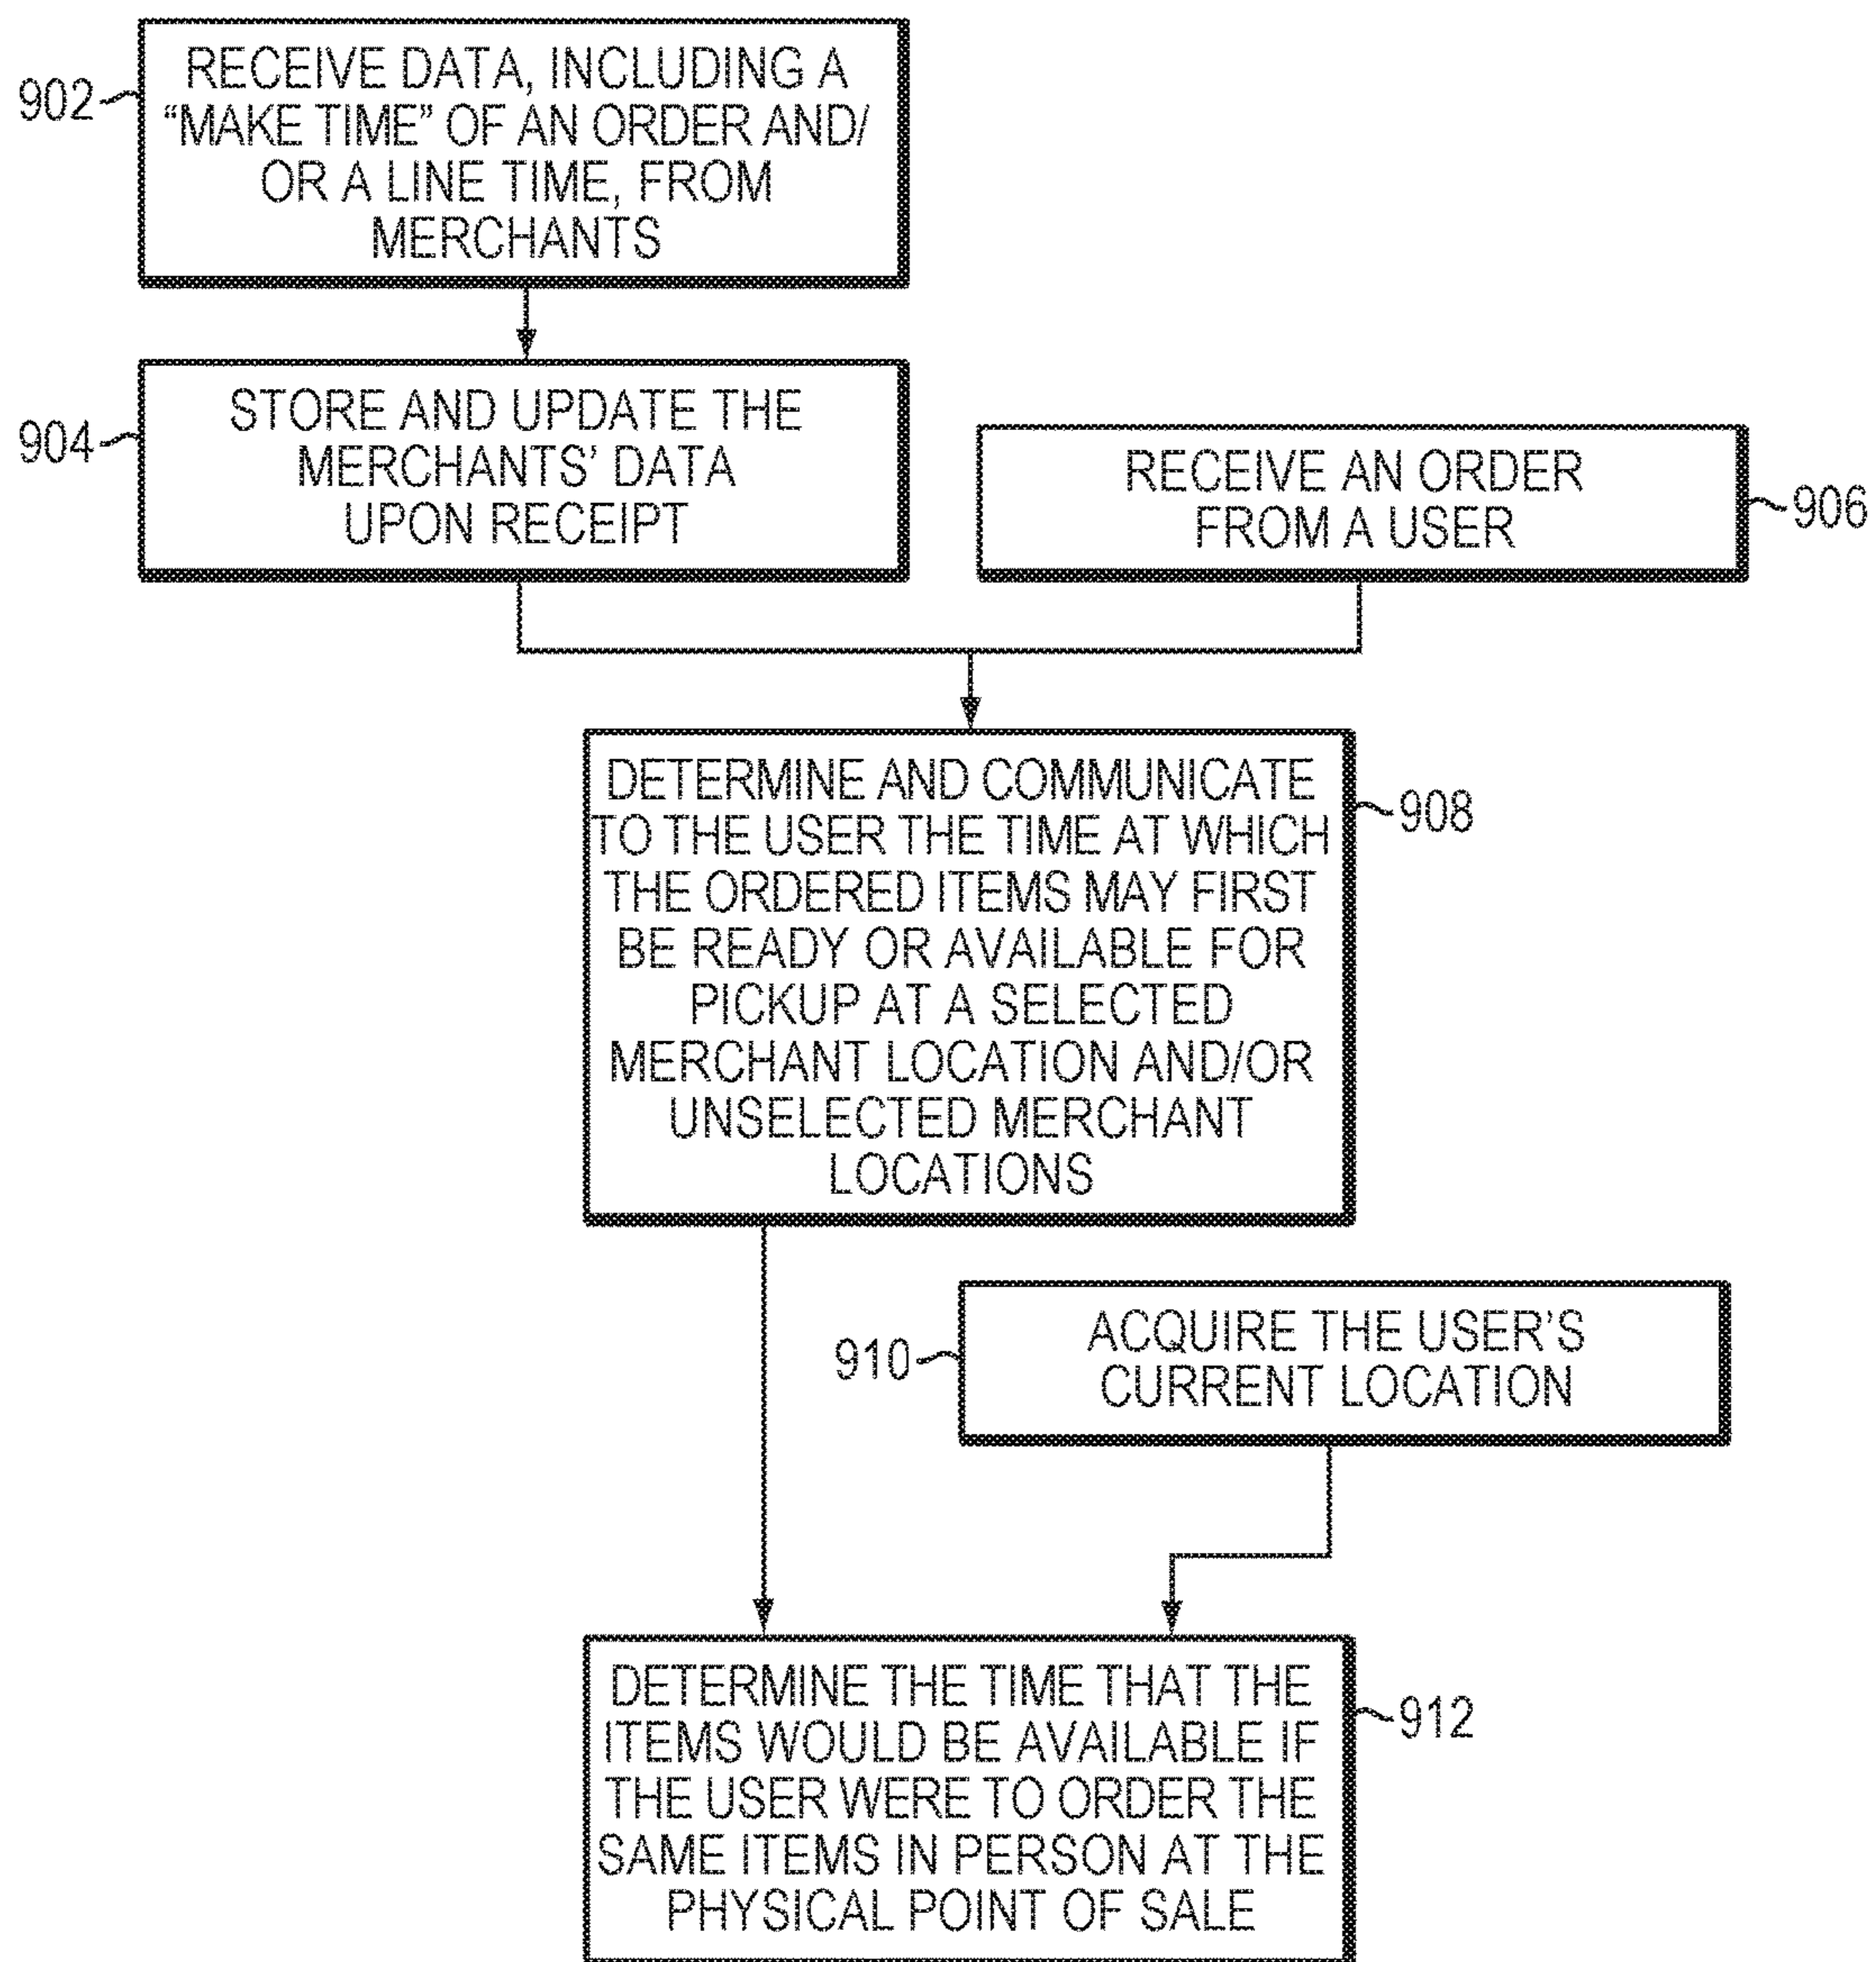 902
RECEIVE DATA, INCLUDING A
“MAKE TIME” OF AN ORDER AND/
OR A LINE TIME, FROM
MERCHANTS
904
STORE AND UPDATE THE
MERCHANTS’ DATA
UPON RECEIPT
RECEIVE AN ORDER
FROM A USER
906
DETERMINE AND COMMUNICATE
TO THE USER THE TIME AT WHICH
THE ORDERED ITEMS MAY FIRST
BE READY OR AVAILABLE FOR
PICKUP AT A SELECTED
MERCHANT LOCATION AND/OR
UNSELECTED MERCHANT
LOCATIONS
908
910
ACQUIRE THE USER’S
CURRENT LOCATION
DETERMINE THE TIME THAT THE
ITEMS WOULD BE AVAILABLE IF
THE USER WERE TO ORDER THE
SAME ITEMS IN PERSON AT THE
PHYSICAL POINT OF SALE
912